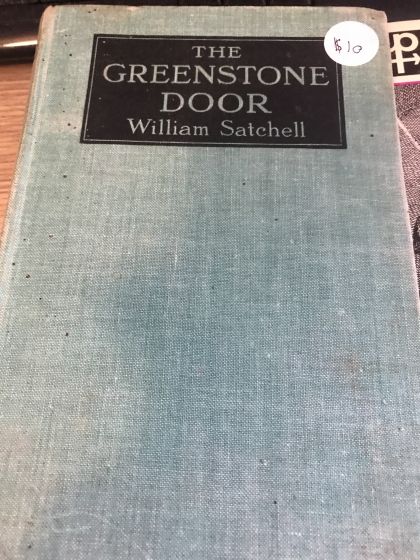 THE
GREENSTONE
DOOR
William Satchell
$10